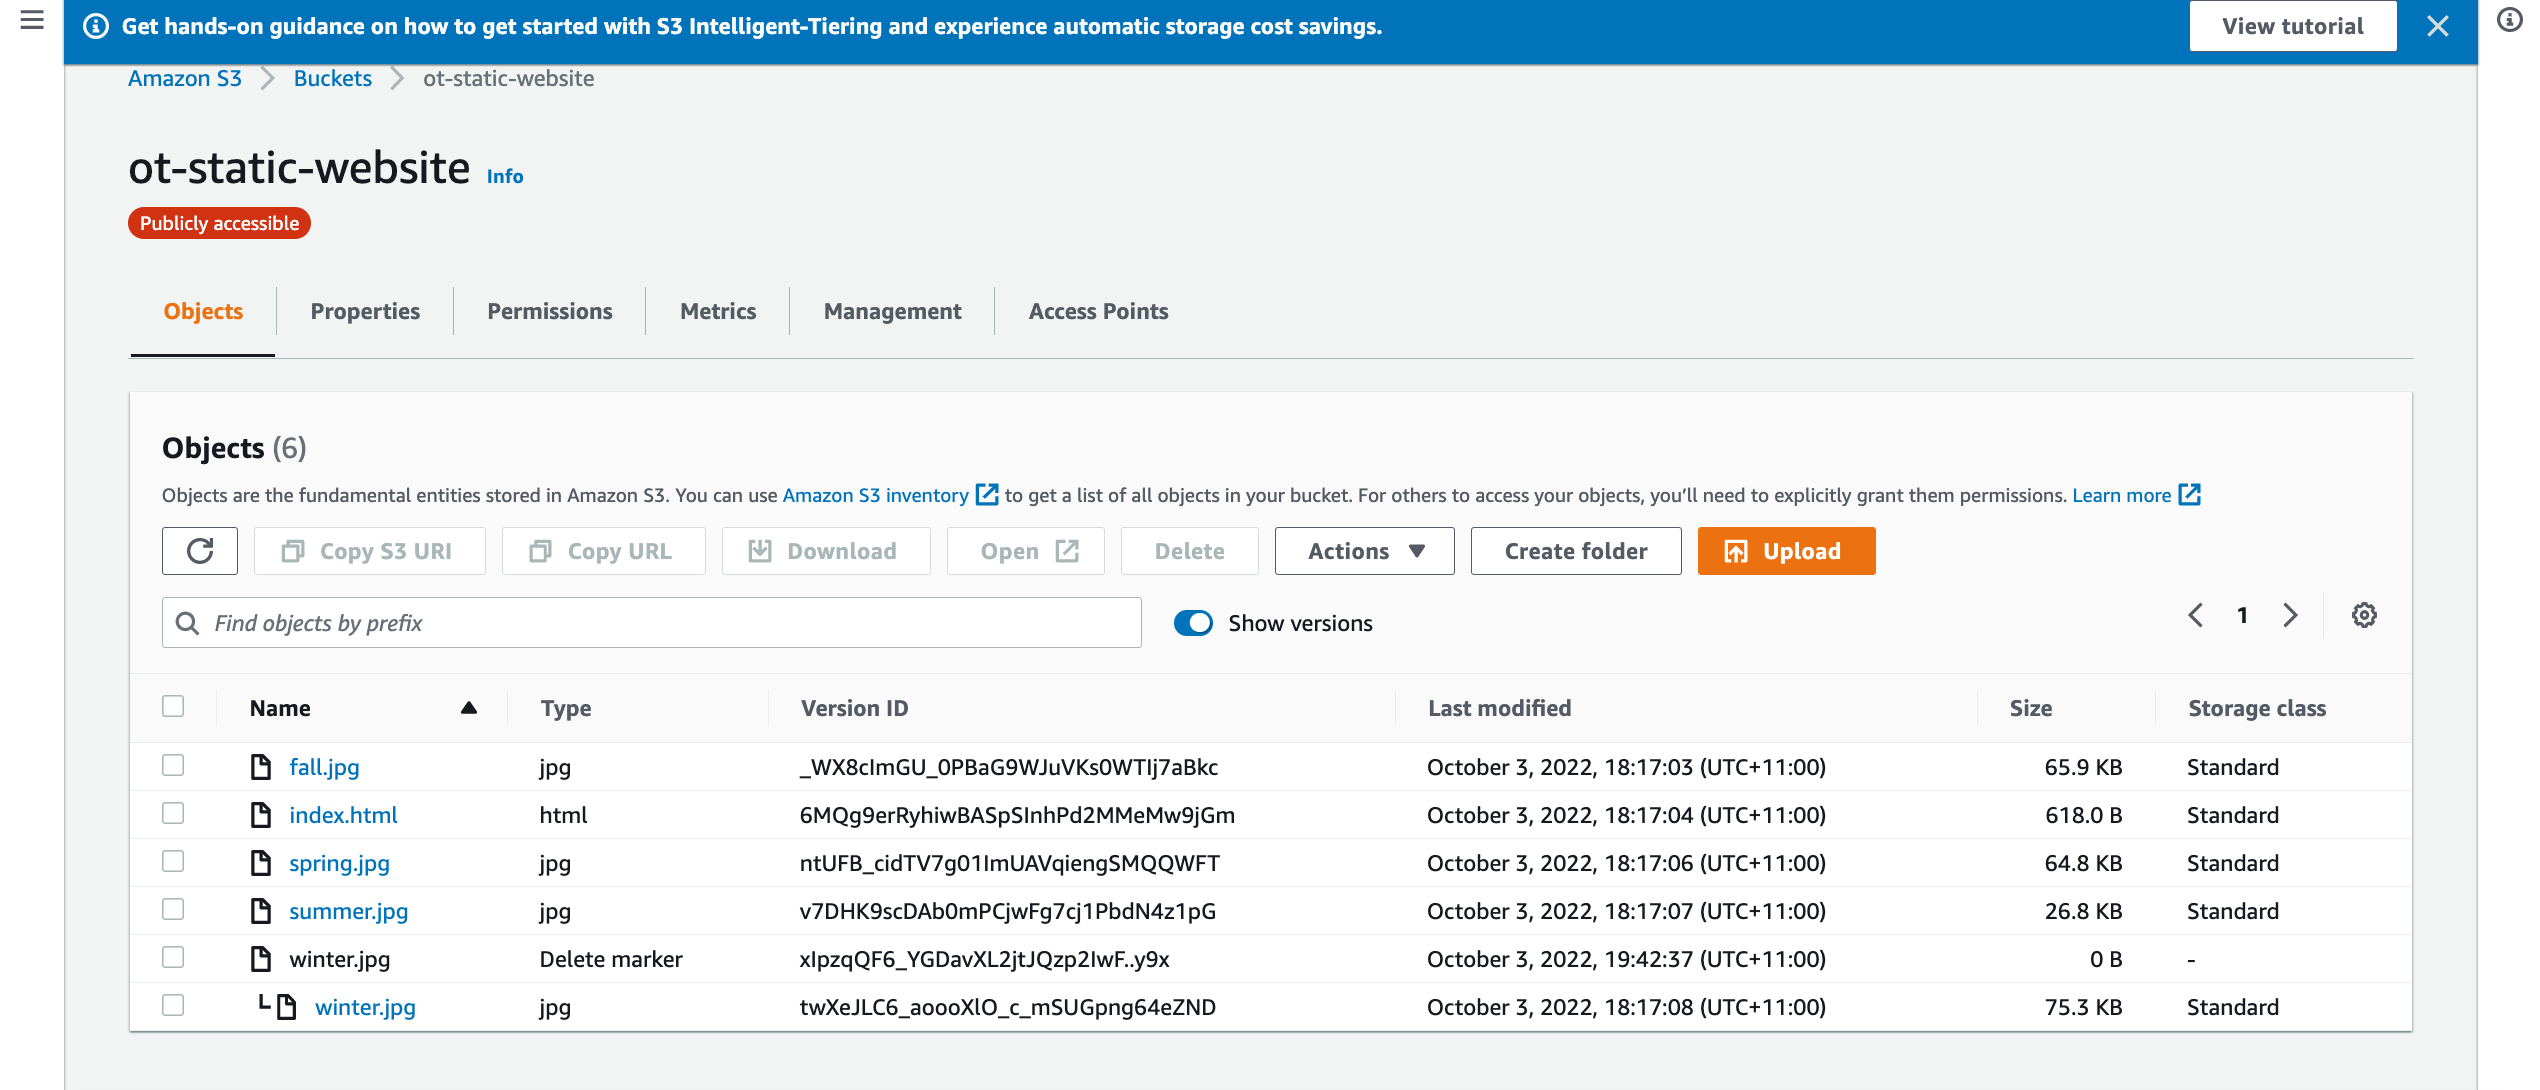 Get hands-on guidance on how to get started with S3 Intelligent-Tiering and experience automatic storage cost savings. View tutorial
Amazon S3 Buckets ot-static-website
ot-static-website Info
Publicly accessible
Objects Properties Permissions Metrics Management Access Points
Objects (6)
Objects are the fundamental entities stored in Amazon S3. You can use Amazon S3 inventory to get a list of all objects in your bucket. For others to access your objects, you'll need to explicitly grant them permissions. Learn more
Copy S3 URI Copy URL Download Open Delete Actions Create folder Upload
Find objects by prefix Show versions 1
Name Type Version ID Last modified Size Storage class
fall.jpg jpg _WX8cImGU_0PBaG9WJuVKs0WTIj7aBkc October 3, 2022, 18:17:03 (UTC+11:00) 65.9 KB Standard
index.html html 6MQg9erRyhiwBASpSInhPd2MMeMw9jGm October 3, 2022, 18:17:04 (UTC+11:00) 618.0 B Standard
spring.jpg jpg ntUFB_cidTV7g01ImUAVqiengSMQQWFT October 3, 2022, 18:17:06 (UTC+11:00) 64.8 KB Standard
summer.jpg jpg v7DHK9scDAb0mPCjwFg7cj1PbdN4z1pG October 3, 2022, 18:17:07 (UTC+11:00) 26.8 KB Standard
winter.jpg Delete marker xIpzqQF6_YGDavXL2jtJQzp2IwF..y9x October 3, 2022, 19:42:37 (UTC+11:00) 0 B -
winter.jpg jpg twXeJLC6_aoooXlO_c_mSUGpng64eZND October 3, 2022, 18:17:08 (UTC+11:00) 75.3 KB Standard